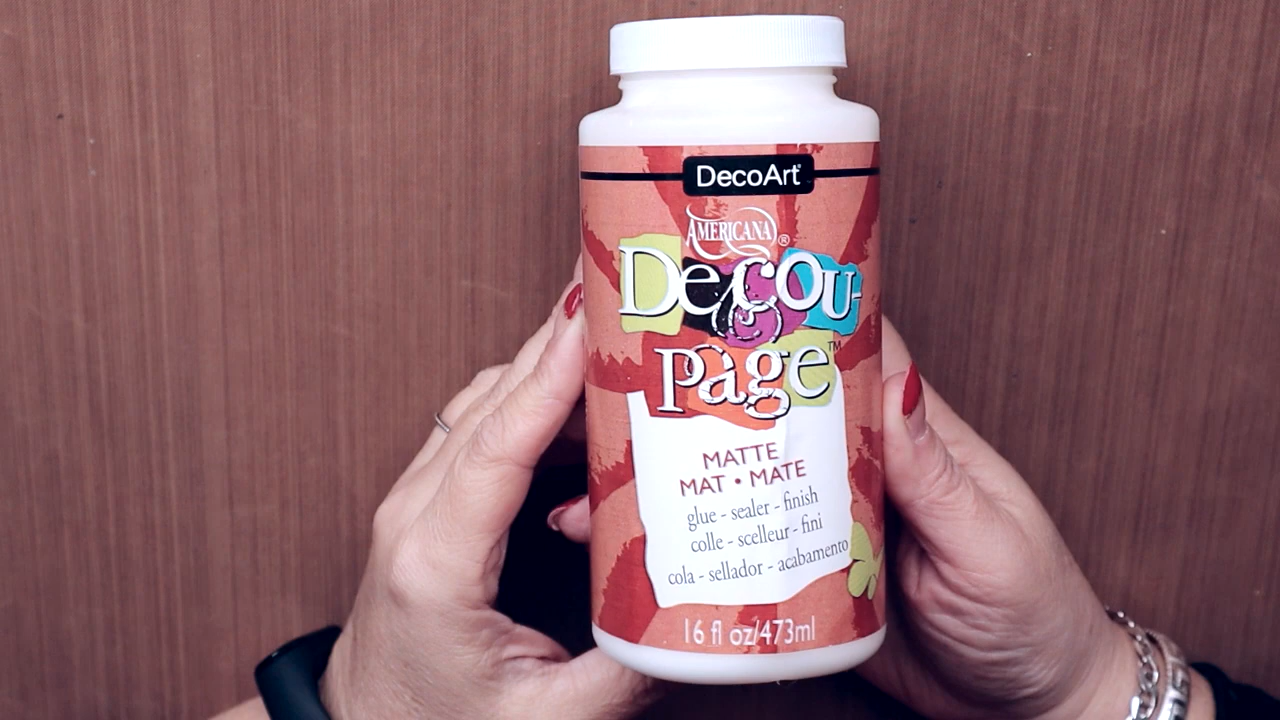 DecoArt®
AMERICANA®
Decou-
page™
MATTE
MAT • MATE
glue - sealer - finish
colle - scelleur - fini
cola - sellador - acabamento
16 fl oz/473ml